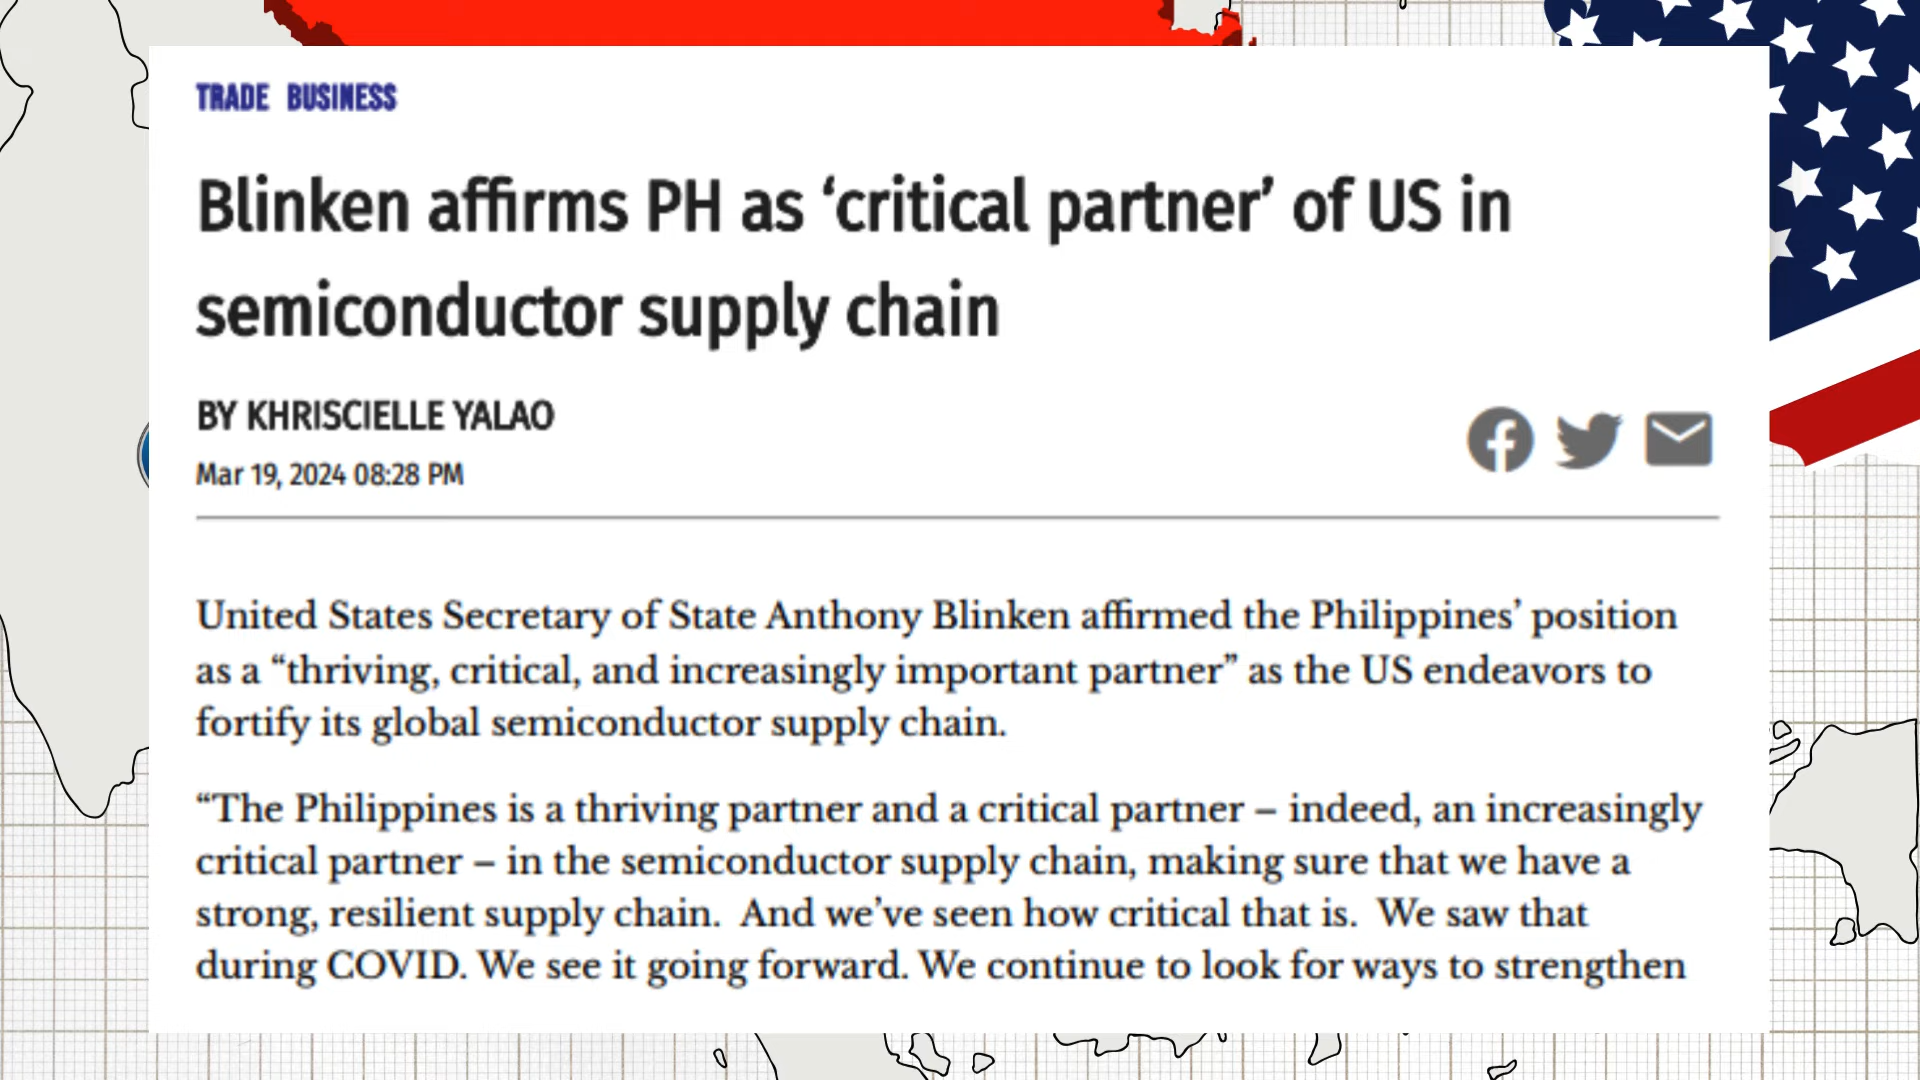 TRADE BUSINESS
Blinken affirms PH as ‘critical partner’ of US in
semiconductor supply chain
BY KHRISCIELLE YALAO
Mar 19, 2024 08:28 PM
United States Secretary of State Anthony Blinken affirmed the Philippines’ position
as a “thriving, critical, and increasingly important partner” as the US endeavors to
fortify its global semiconductor supply chain.
“The Philippines is a thriving partner and a critical partner – indeed, an increasingly
critical partner – in the semiconductor supply chain, making sure that we have a
strong, resilient supply chain.  And we’ve seen how critical that is.  We saw that
during COVID. We see it going forward. We continue to look for ways to strengthen